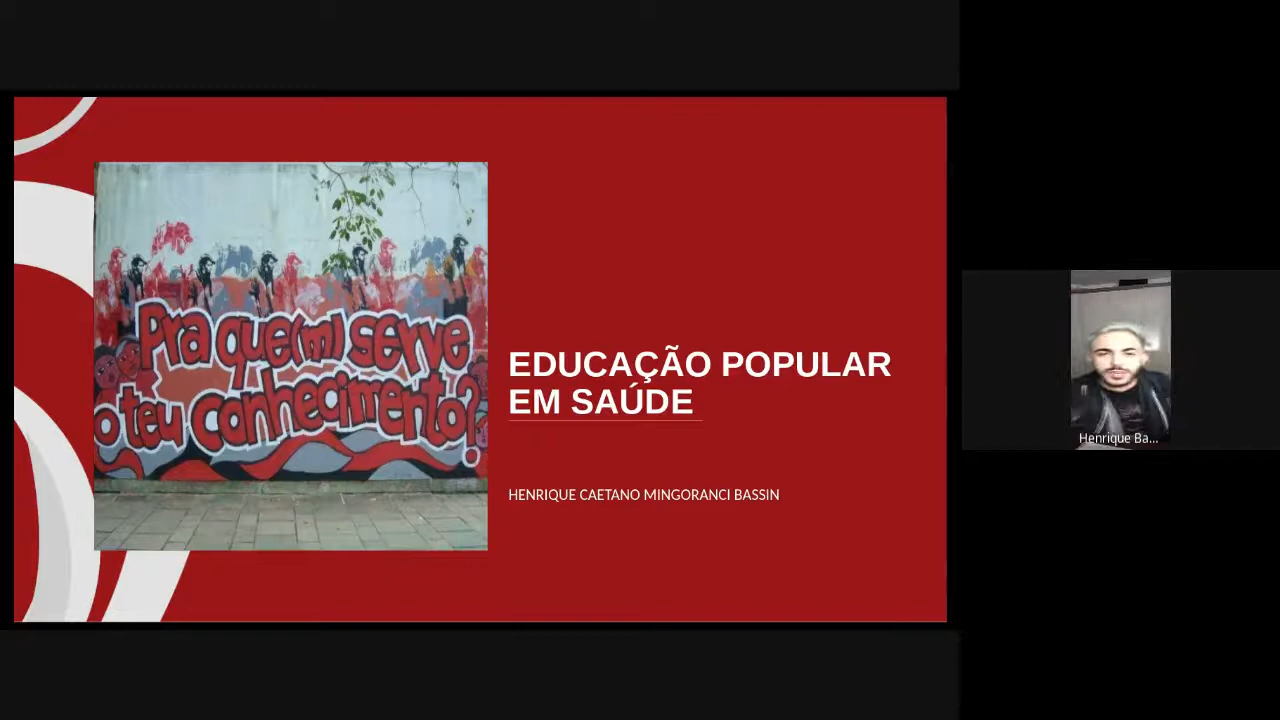 Pra que(m) serve
o teu conhecimento?
EDUCAÇÃO POPULAR
EM SAÚDE
HENRIQUE CAETANO MINGORANCI BASSIN
Henrique Ba...